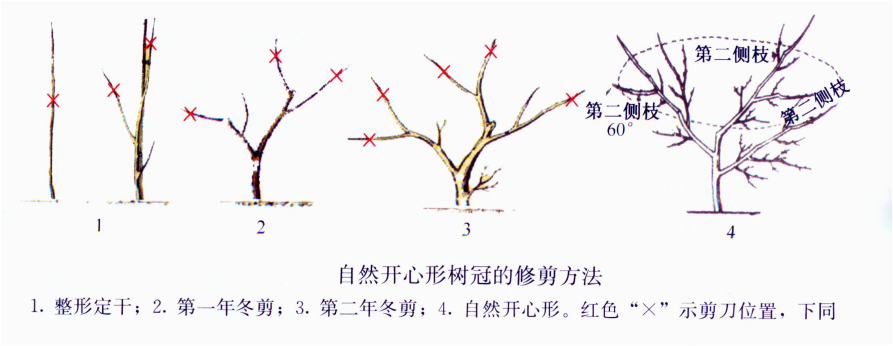 第二侧枝
第二侧枝
60°
第二侧枝
1
2
3
4
自然开心形树冠的修剪方法
1. 整形定干；2. 第一年冬剪；3. 第二年冬剪；4. 自然开心形。红色“×”示剪刀位置，下同